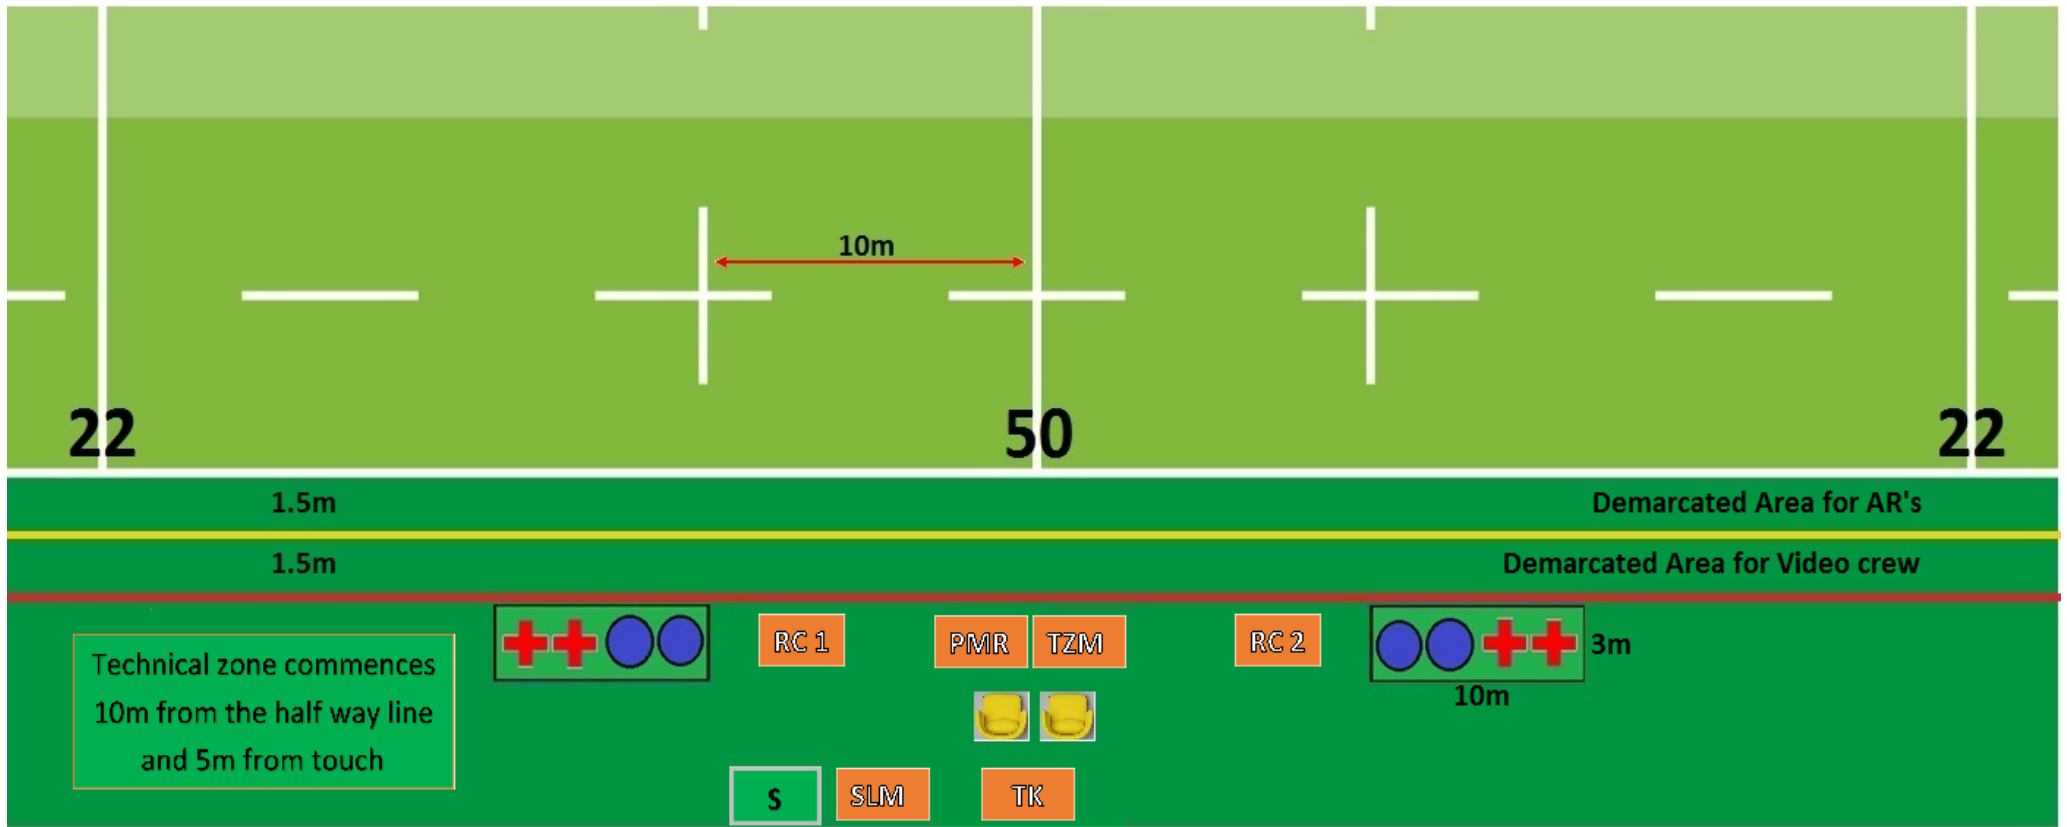 10m
22
50
22
1.5m
Demarcated Area for AR's
1.5m
Demarcated Area for Video crew
RC 1
PMR
TZM
RC 2
3m
10m
Technical zone commences
10m from the half way line
and 5m from touch
S
SLM
TK